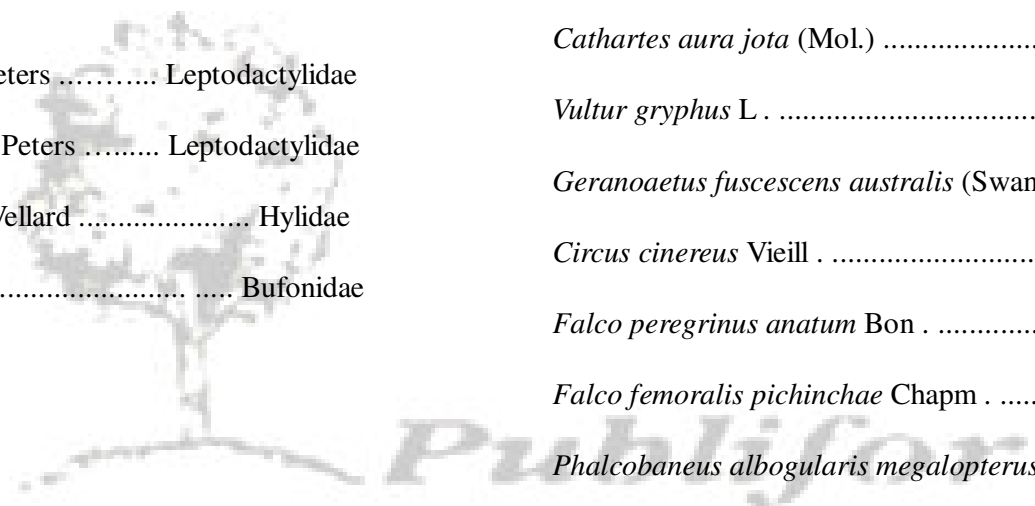 eters ……….. Leptodactylidae
Peters …...... Leptodactylidae
Vellard ...................... Hylidae
........................ ..... Bufonidae
Cathartes aura jota (Mol.) ....................
Vultur gryphus L . .................................
Geranoaetus fuscescens australis (Swan
Circus cinereus Vieill . .........................
Falco peregrinus anatum Bon . .............
Falco femoralis pichinchae Chapm . .....
Phalcobaneus albogularis megalopterus
Publifor